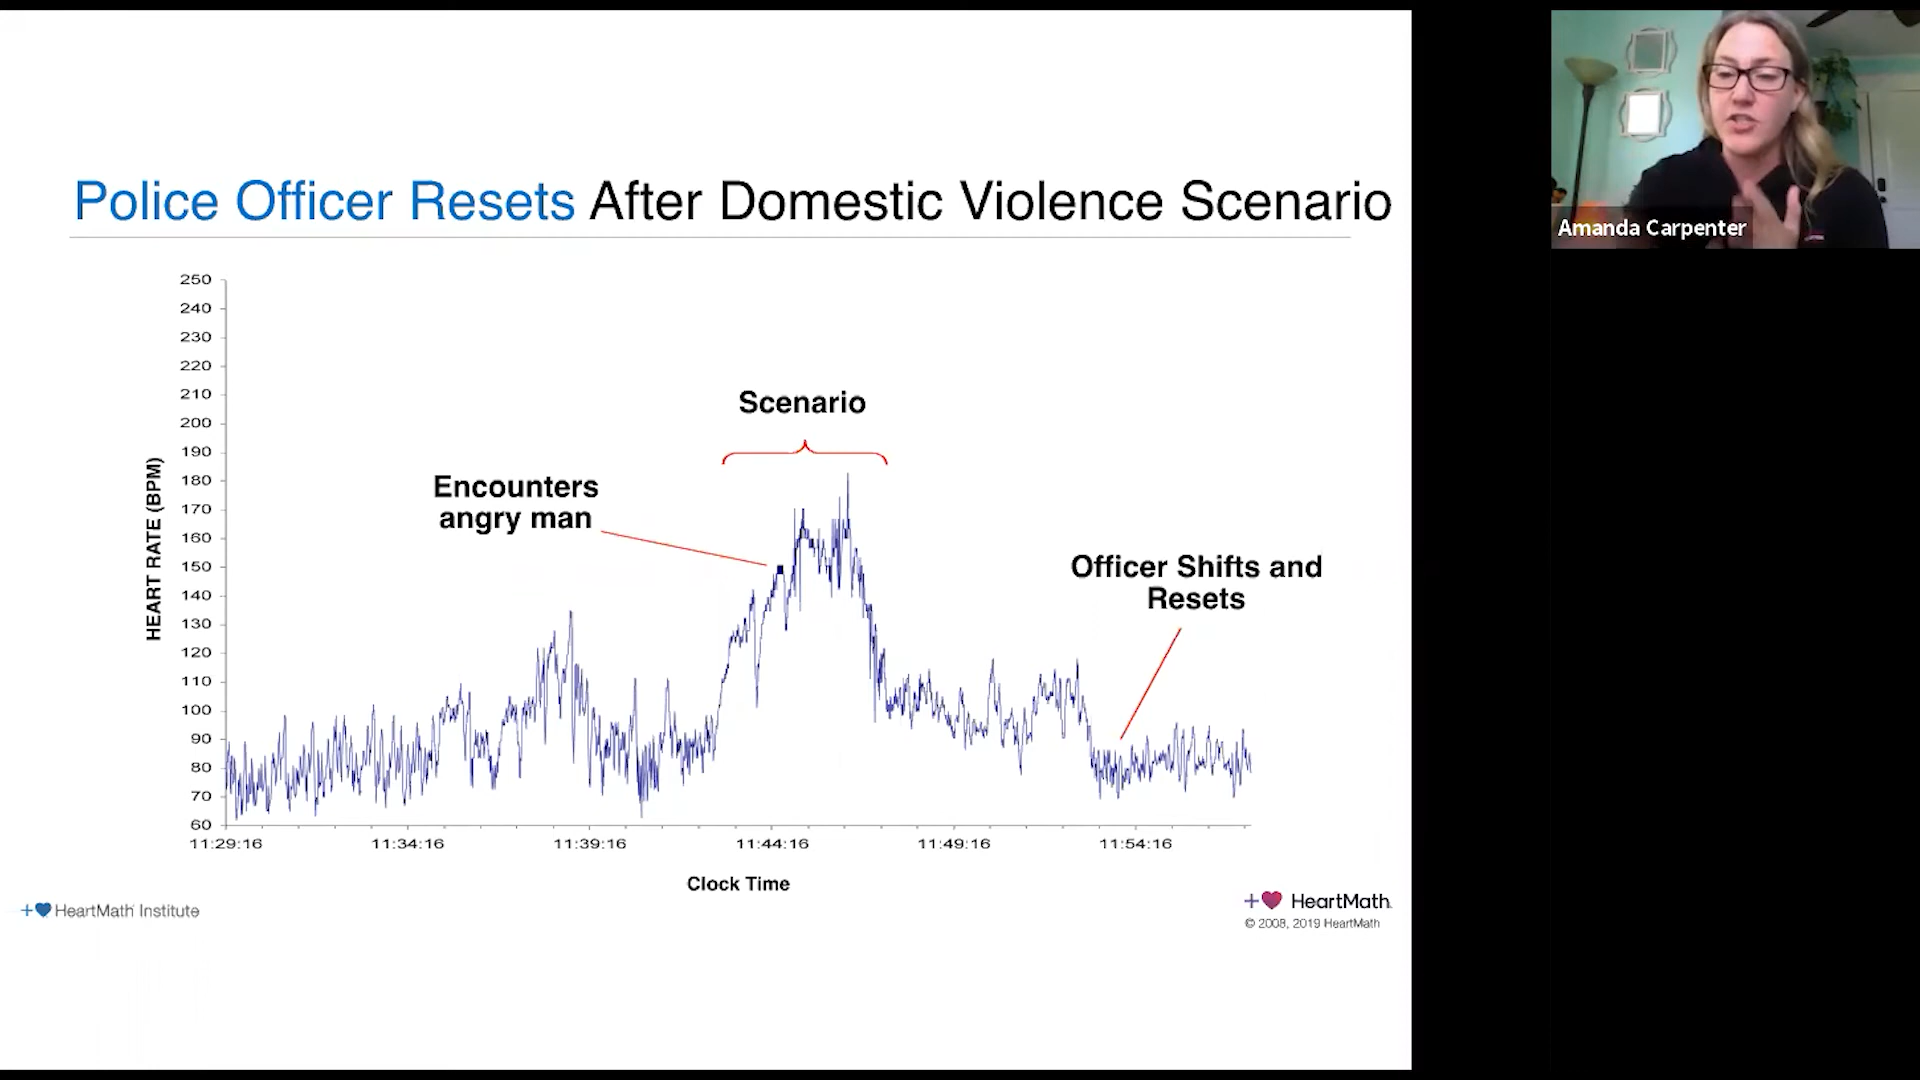 Police Officer Resets After Domestic Violence Scenario
250
240
230
220
210
200
190
180
170
160
150
140
130
120
110
100
90
80
70
60
HEART RATE (BPM)
Scenario
Encounters
angry man
Officer Shifts and
Resets
11:29:16 11:34:16 11:39:16 11:44:16 11:49:16 11:54:16
Clock Time
HeartMath Institute
HeartMath
© 2008, 2019 HeartMath
Amanda Carpenter